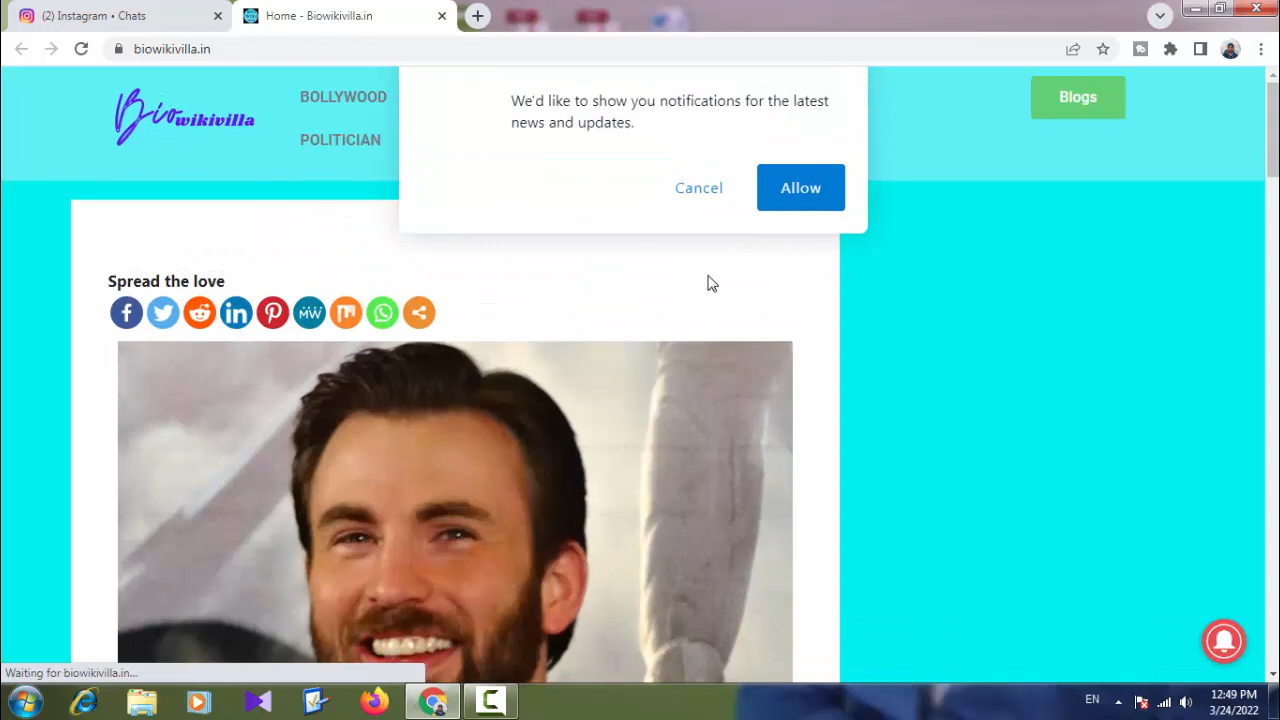 (2) Instagram • Chats
Home - Biowikivilla.in
biowikivilla.in
Bio wikivilla
BOLLYWOOD
POLITICIAN
We'd like to show you notifications for the latest
news and updates.
Cancel
Allow
Blogs
Spread the love
MW
Waiting for biowikivilla.in...
EN
12:49 PM
3/24/2022